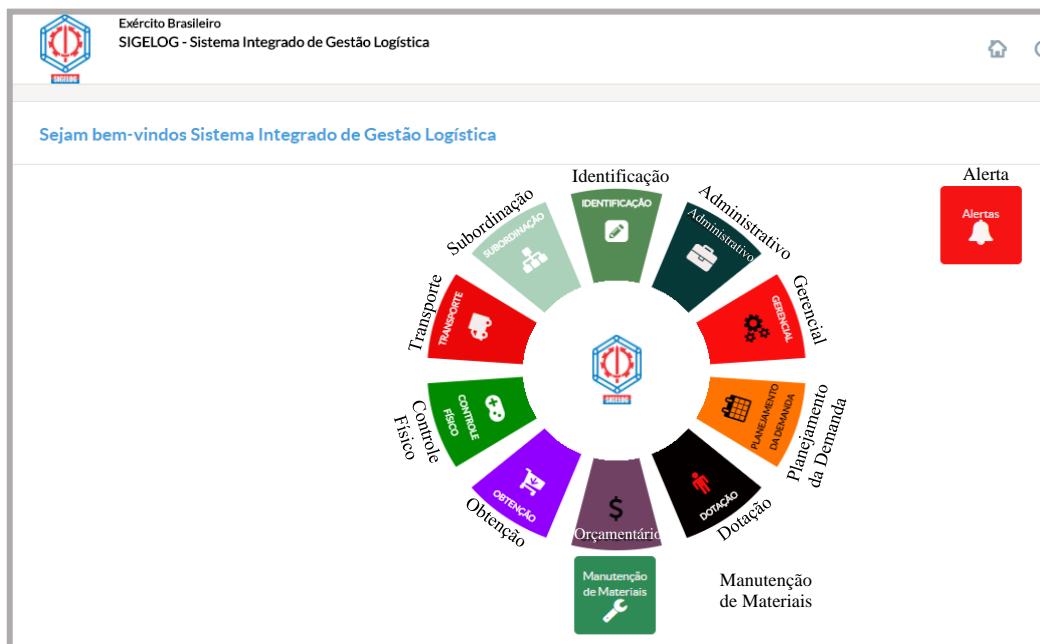 Exército Brasileiro
SIGELOG - Sistema Integrado de Gestão Logística
SIGELOG
Sejam bem-vindos Sistema Integrado de Gestão Logística
Identificação
IDENTIFICAÇÃO
Administrativo
Administrativo
Gerencial
GERENCIAL
Planejamento
da Demanda
PLANEJAMENTO
DA DEMANDA
Dotação
DOTAÇÃO
Orçamentário
Obtenção
OBTENÇÃO
Controle
Físico
CONTROLE
FÍSICO
Transporte
TRANSPORTE
Subordinação
SUBORDINAÇÃO
SIGELOG
Alerta
Alertas
Manutenção
de Materiais
Manutenção
de Materiais